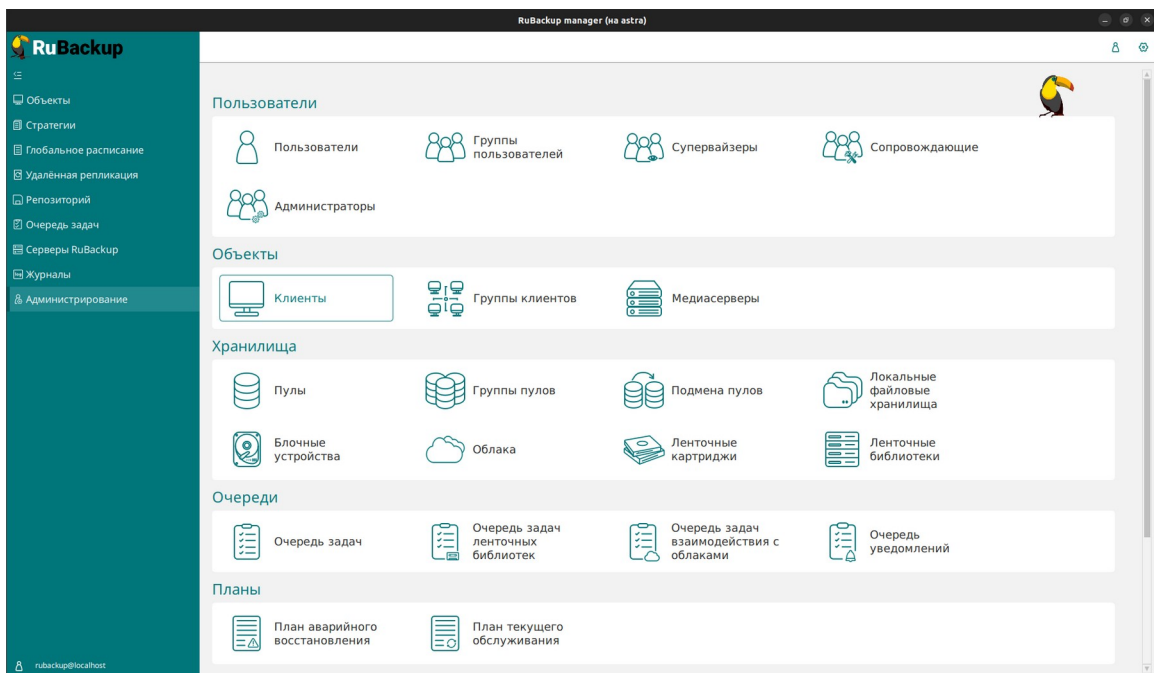 RuBackup manager (на astra)
RuBackup
Объекты
Стратегии
Глобальное расписание
Удалённая репликация
Репозиторий
Очередь задач
Серверы RuBackup
Журналы
Администрирование
rubackup@localhost
Пользователи
Пользователи
Группы
пользователей
Супервайзеры
Сопровождающие
Администраторы
Объекты
Клиенты
Группы клиентов
Медиасерверы
Хранилища
Пулы
Группы пулов
Подмена пулов
Локальные
файловые
хранилища
Блочные
устройства
Облака
Ленточные
картриджи
Ленточные
библиотеки
Очереди
Очередь задач
Очередь задач
ленточных
библиотек
Очередь задач
взаимодействия с
облаками
Очередь
уведомлений
Планы
План аварийного
восстановления
План текущего
обслуживания